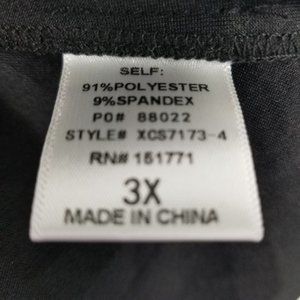 SELF:
91%POLYESTER
9%SPANDEX
PO# 88022
STYLE# XCS7173-4
RN# 151771
3X
MADE IN CHINA